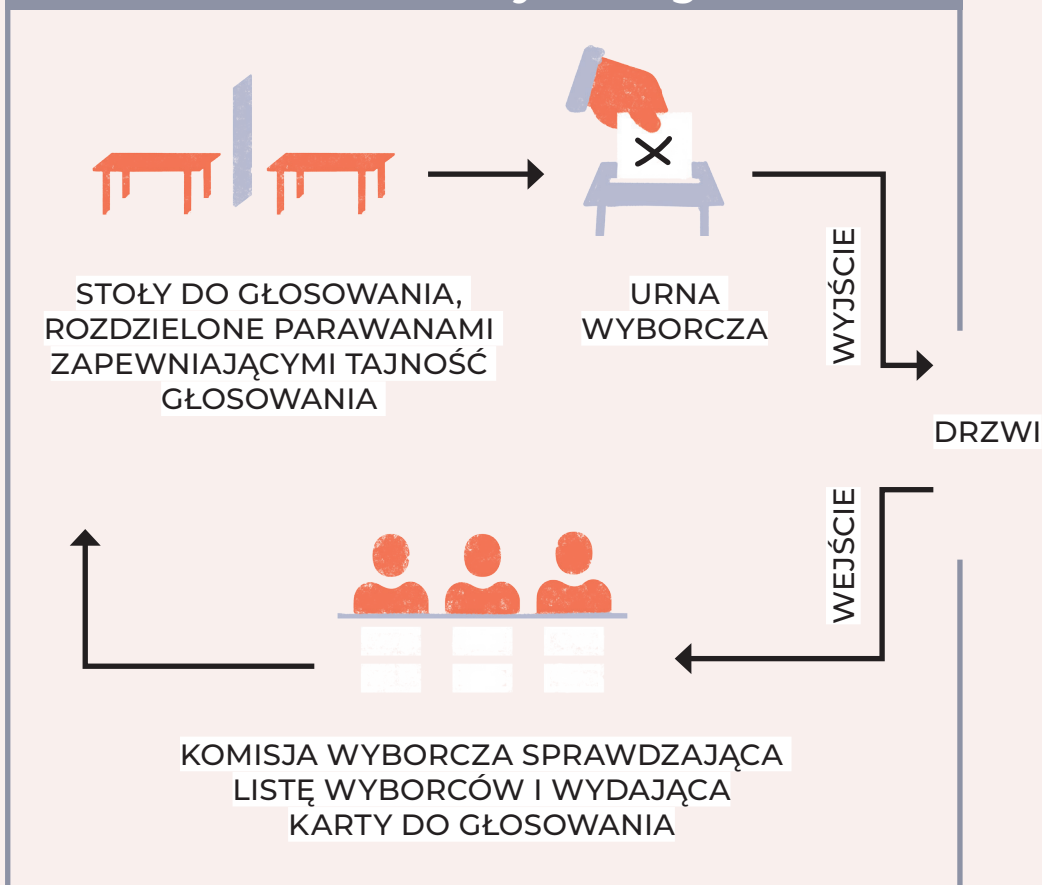 STOŁY DO GŁOSOWANIA,
ROZDZIELONE PARAWANAMI
ZAPEWNIAJĄCYMI TAJNOŚĆ
GŁOSOWANIA
URNA
WYBORCZA
WYJŚCIE
DRZWI
WEJŚCIE
KOMISJA WYBORCZA SPRAWDZAJĄCA
LISTĘ WYBORCÓW I WYDAJĄCA
KARTY DO GŁOSOWANIA